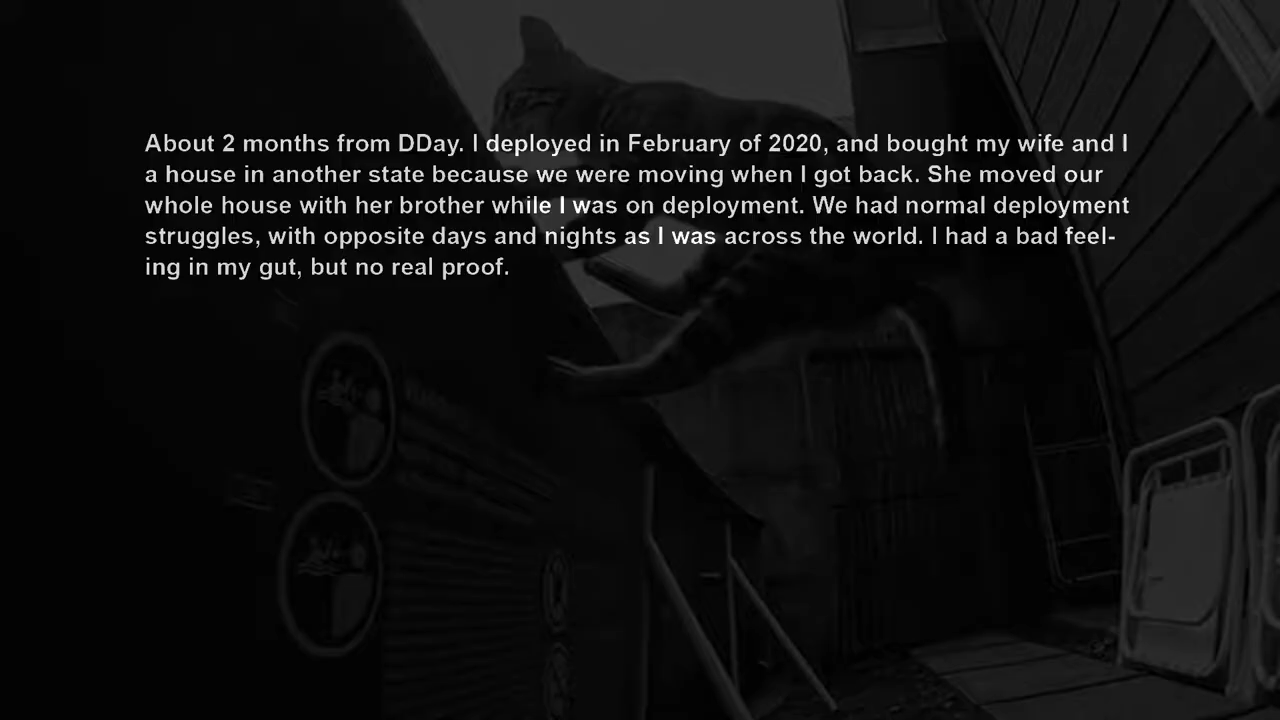 About 2 months from DDay. I deployed in February of 2020, and bought my wife and I
a house in another state because we were moving when I got back. She moved our
whole house with her brother while I was on deployment. We had normal deployment
struggles, with opposite days and nights as I was across the world. I had a bad feel-
ing in my gut, but no real proof.